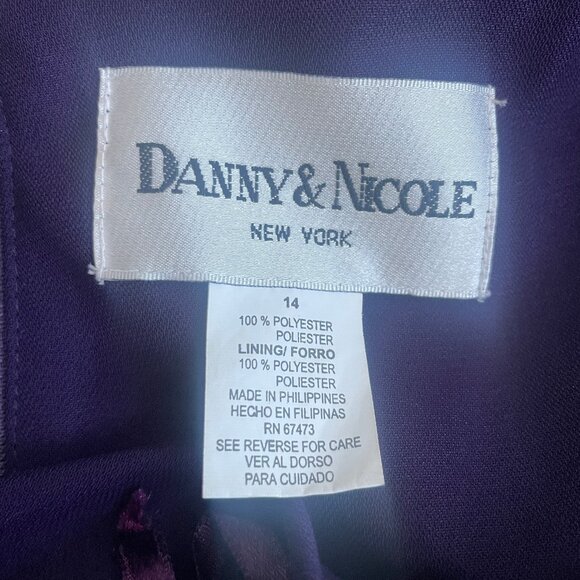 DANNY & NICOLE
NEW YORK
14
100 % POLYESTER
POLIESTER
LINING/ FORRO
100 % POLYESTER
POLIESTER
MADE IN PHILIPPINES
HECHO EN FILIPINAS
RN 67473
SEE REVERSE FOR CARE
VER AL DORSO
PARA CUIDADO